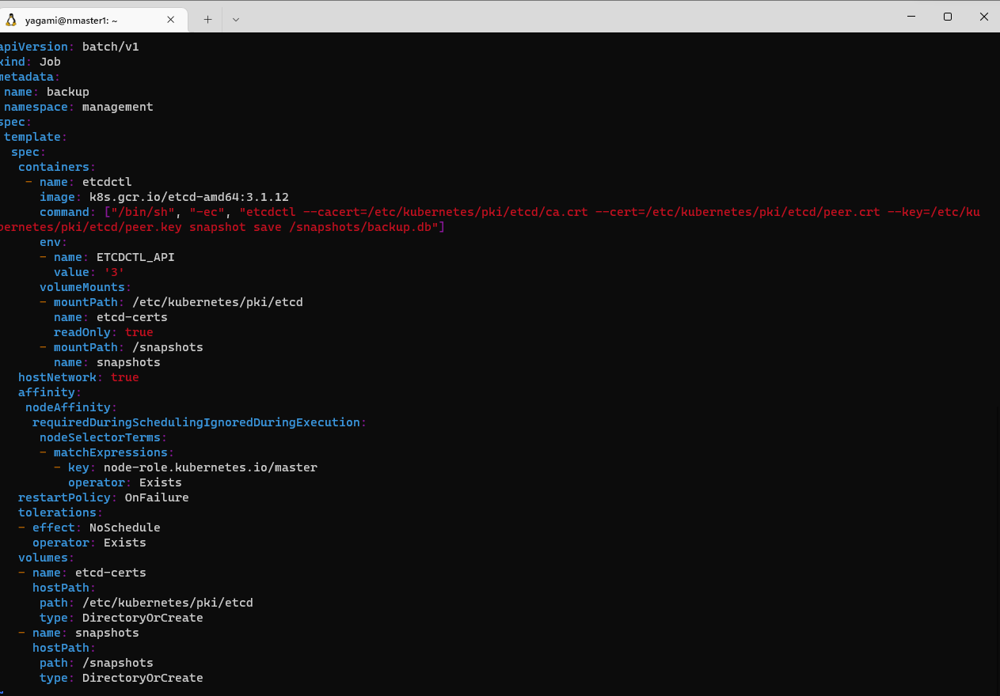 yagami@nmaster1: ~
apiVersion: batch/v1
kind: Job
metadata:
 name: backup
 namespace: management
spec:
 template:
  spec:
   containers:
    - name: etcdctl
      image: k8s.gcr.io/etcd-amd64:3.1.12
      command: ["/bin/sh", "-ec", "etcdctl --cacert=/etc/kubernetes/pki/etcd/ca.crt --cert=/etc/kubernetes/pki/etcd/peer.crt --key=/etc/ku
bernetes/pki/etcd/peer.key snapshot save /snapshots/backup.db"]
      env:
      - name: ETCDCTL_API
        value: '3'
      volumeMounts:
      - mountPath: /etc/kubernetes/pki/etcd
        name: etcd-certs
        readOnly: true
      - mountPath: /snapshots
        name: snapshots
   hostNetwork: true
   affinity:
    nodeAffinity:
     requiredDuringSchedulingIgnoredDuringExecution:
      nodeSelectorTerms:
      - matchExpressions:
        - key: node-role.kubernetes.io/master
          operator: Exists
   restartPolicy: OnFailure
   tolerations:
   - effect: NoSchedule
     operator: Exists
   volumes:
   - name: etcd-certs
     hostPath:
      path: /etc/kubernetes/pki/etcd
      type: DirectoryOrCreate
   - name: snapshots
     hostPath:
      path: /snapshots
      type: DirectoryOrCreate